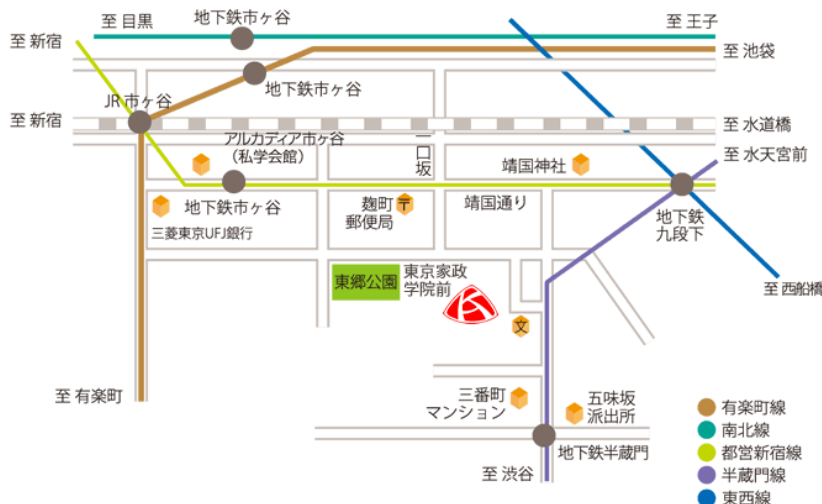 至 目黒
地下鉄市ヶ谷
至 王子
至 新宿
至 池袋
地下鉄市ヶ谷
JR 市ヶ谷
至 新宿
至 水道橋
アルカディア市ヶ谷
（私学会館）
一口坂
靖国神社
至 水天宮前
地下鉄市ヶ谷
麹町
郵便局
〒
靖国通り
地下鉄
九段下
三菱東京UFJ銀行
東郷公園
東京家政
学院前
至 西船橋
文
至 有楽町
三番町
マンション
五味坂
派出所
地下鉄半蔵門
至 渋谷
有楽町線
南北線
都営新宿線
半蔵門線
東西線